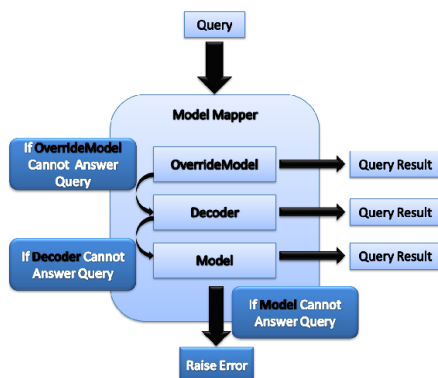 Query
Model Mapper
If OverrideModel
Cannot Answer
Query
OverrideModel
Query Result
Decoder
Query Result
If Decoder Cannot
Answer Query
Model
Query Result
If Model Cannot
Answer Query
Raise Error